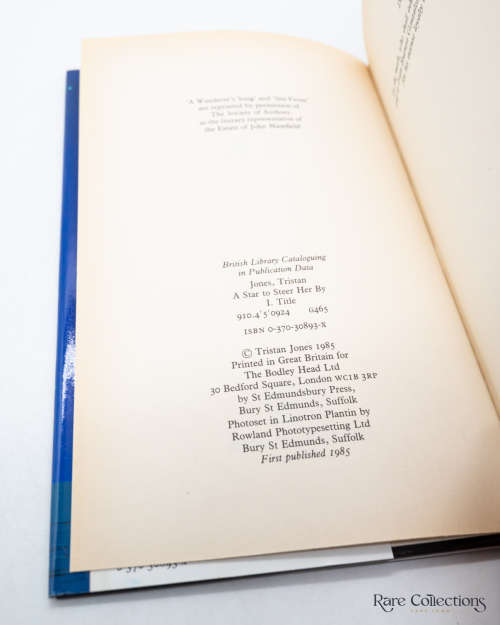 'A Wanderer's Song' and 'Sea-Fever'
are reprinted by permission of
The Society of Authors
as the literary representative of
the Estate of John Masefield
British Library Cataloguing
in Publication Data
Jones, Tristan
A Star to Steer Her By
I. Title
910.4'5'0924 G465
ISBN 0-370-30893-X
© Tristan Jones 1985
Printed in Great Britain for
The Bodley Head Ltd
30 Bedford Square, London WC1B 3RP
by St Edmundsbury Press,
Bury St Edmunds, Suffolk
Photoset in Linotron Plantin by
Rowland Phototypesetting Ltd
Bury St Edmunds, Suffolk
First published 1985
Rare Collections